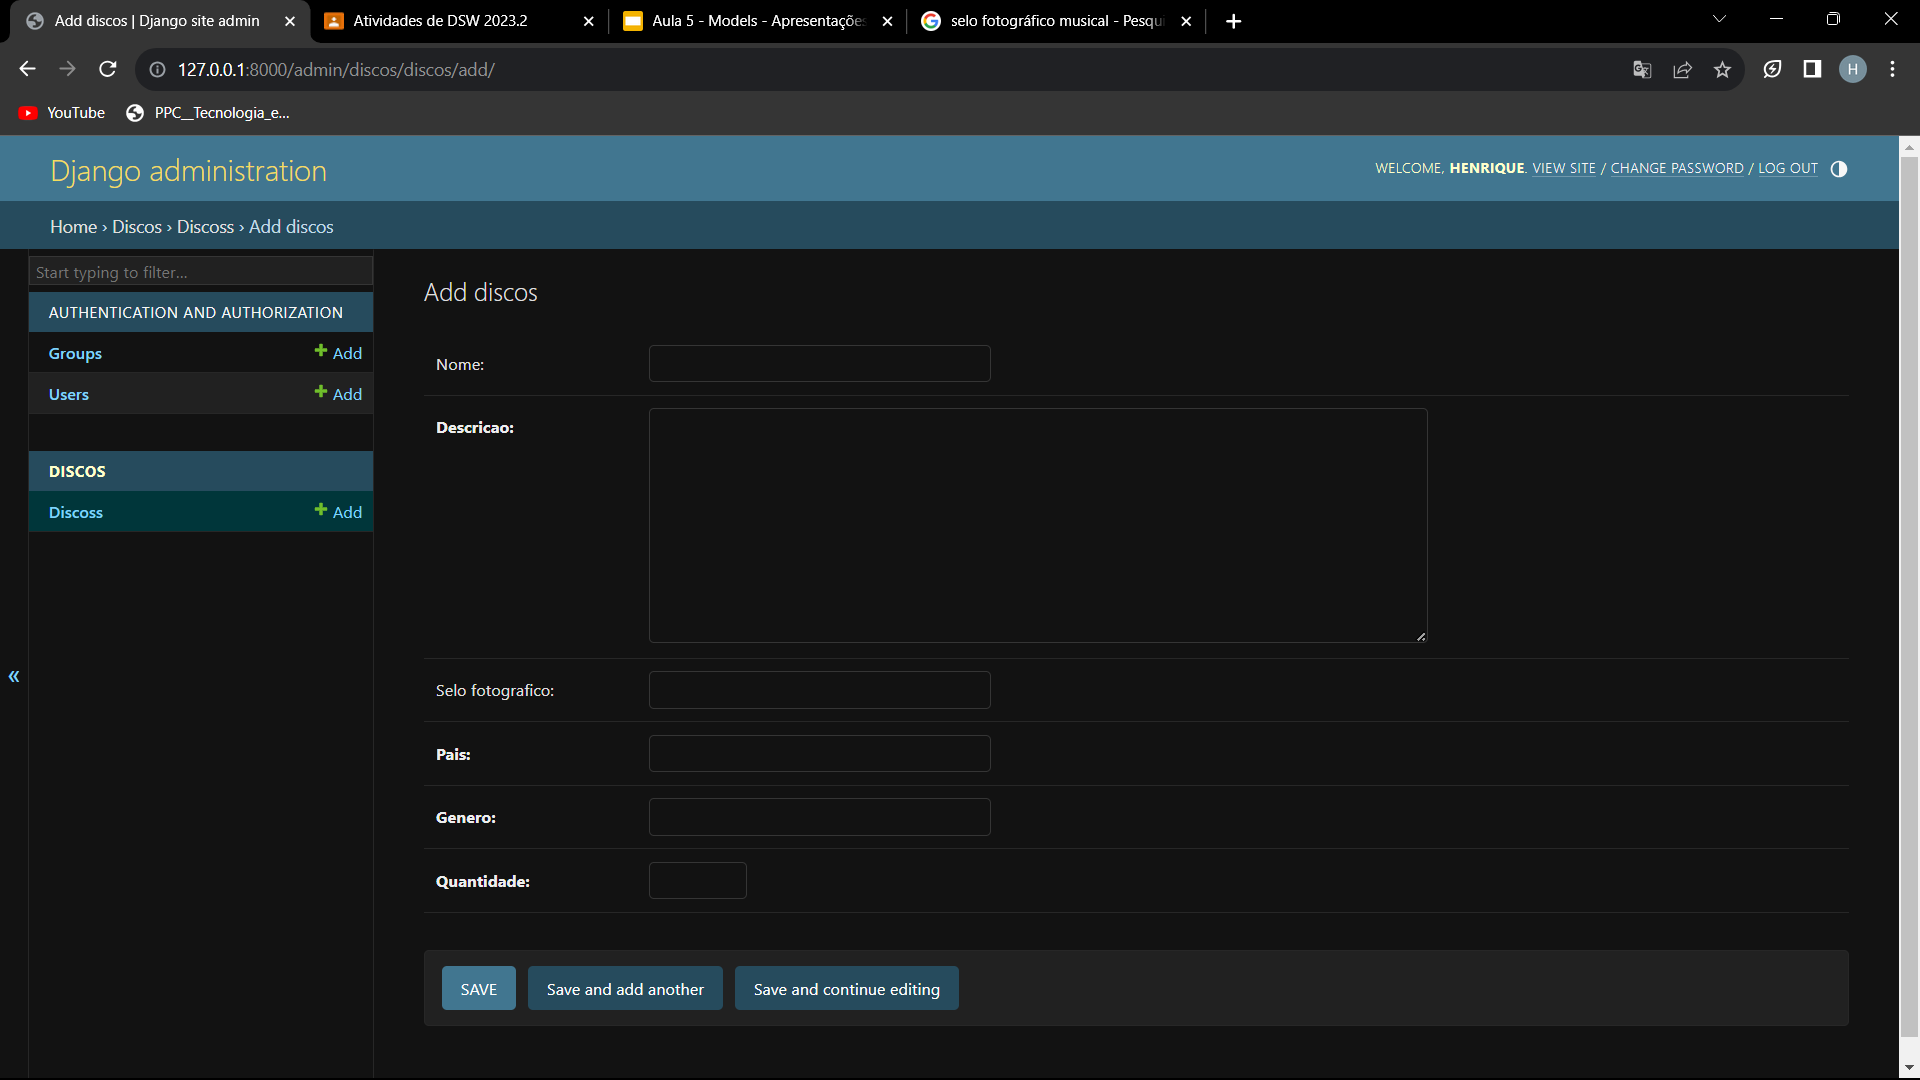 Add discos | Django site admin
Atividades de DSW 2023.2
Aula 5 - Models - Apresentações
selo fotográfico musical - Pesqui
127.0.0.1:8000/admin/discos/discos/add/
H
YouTube
PPC_Tecnologia_e...
Django administration
WELCOME, HENRIQUE. VIEW SITE / CHANGE PASSWORD / LOG OUT
Home › Discos › Discoss › Add discos
Start typing to filter...
AUTHENTICATION AND AUTHORIZATION
Groups Add
Users Add
DISCOS
Discoss Add
«
Add discos
Nome:
Descricao:
Selo fotografico:
Pais:
Genero:
Quantidade:
SAVE
Save and add another
Save and continue editing